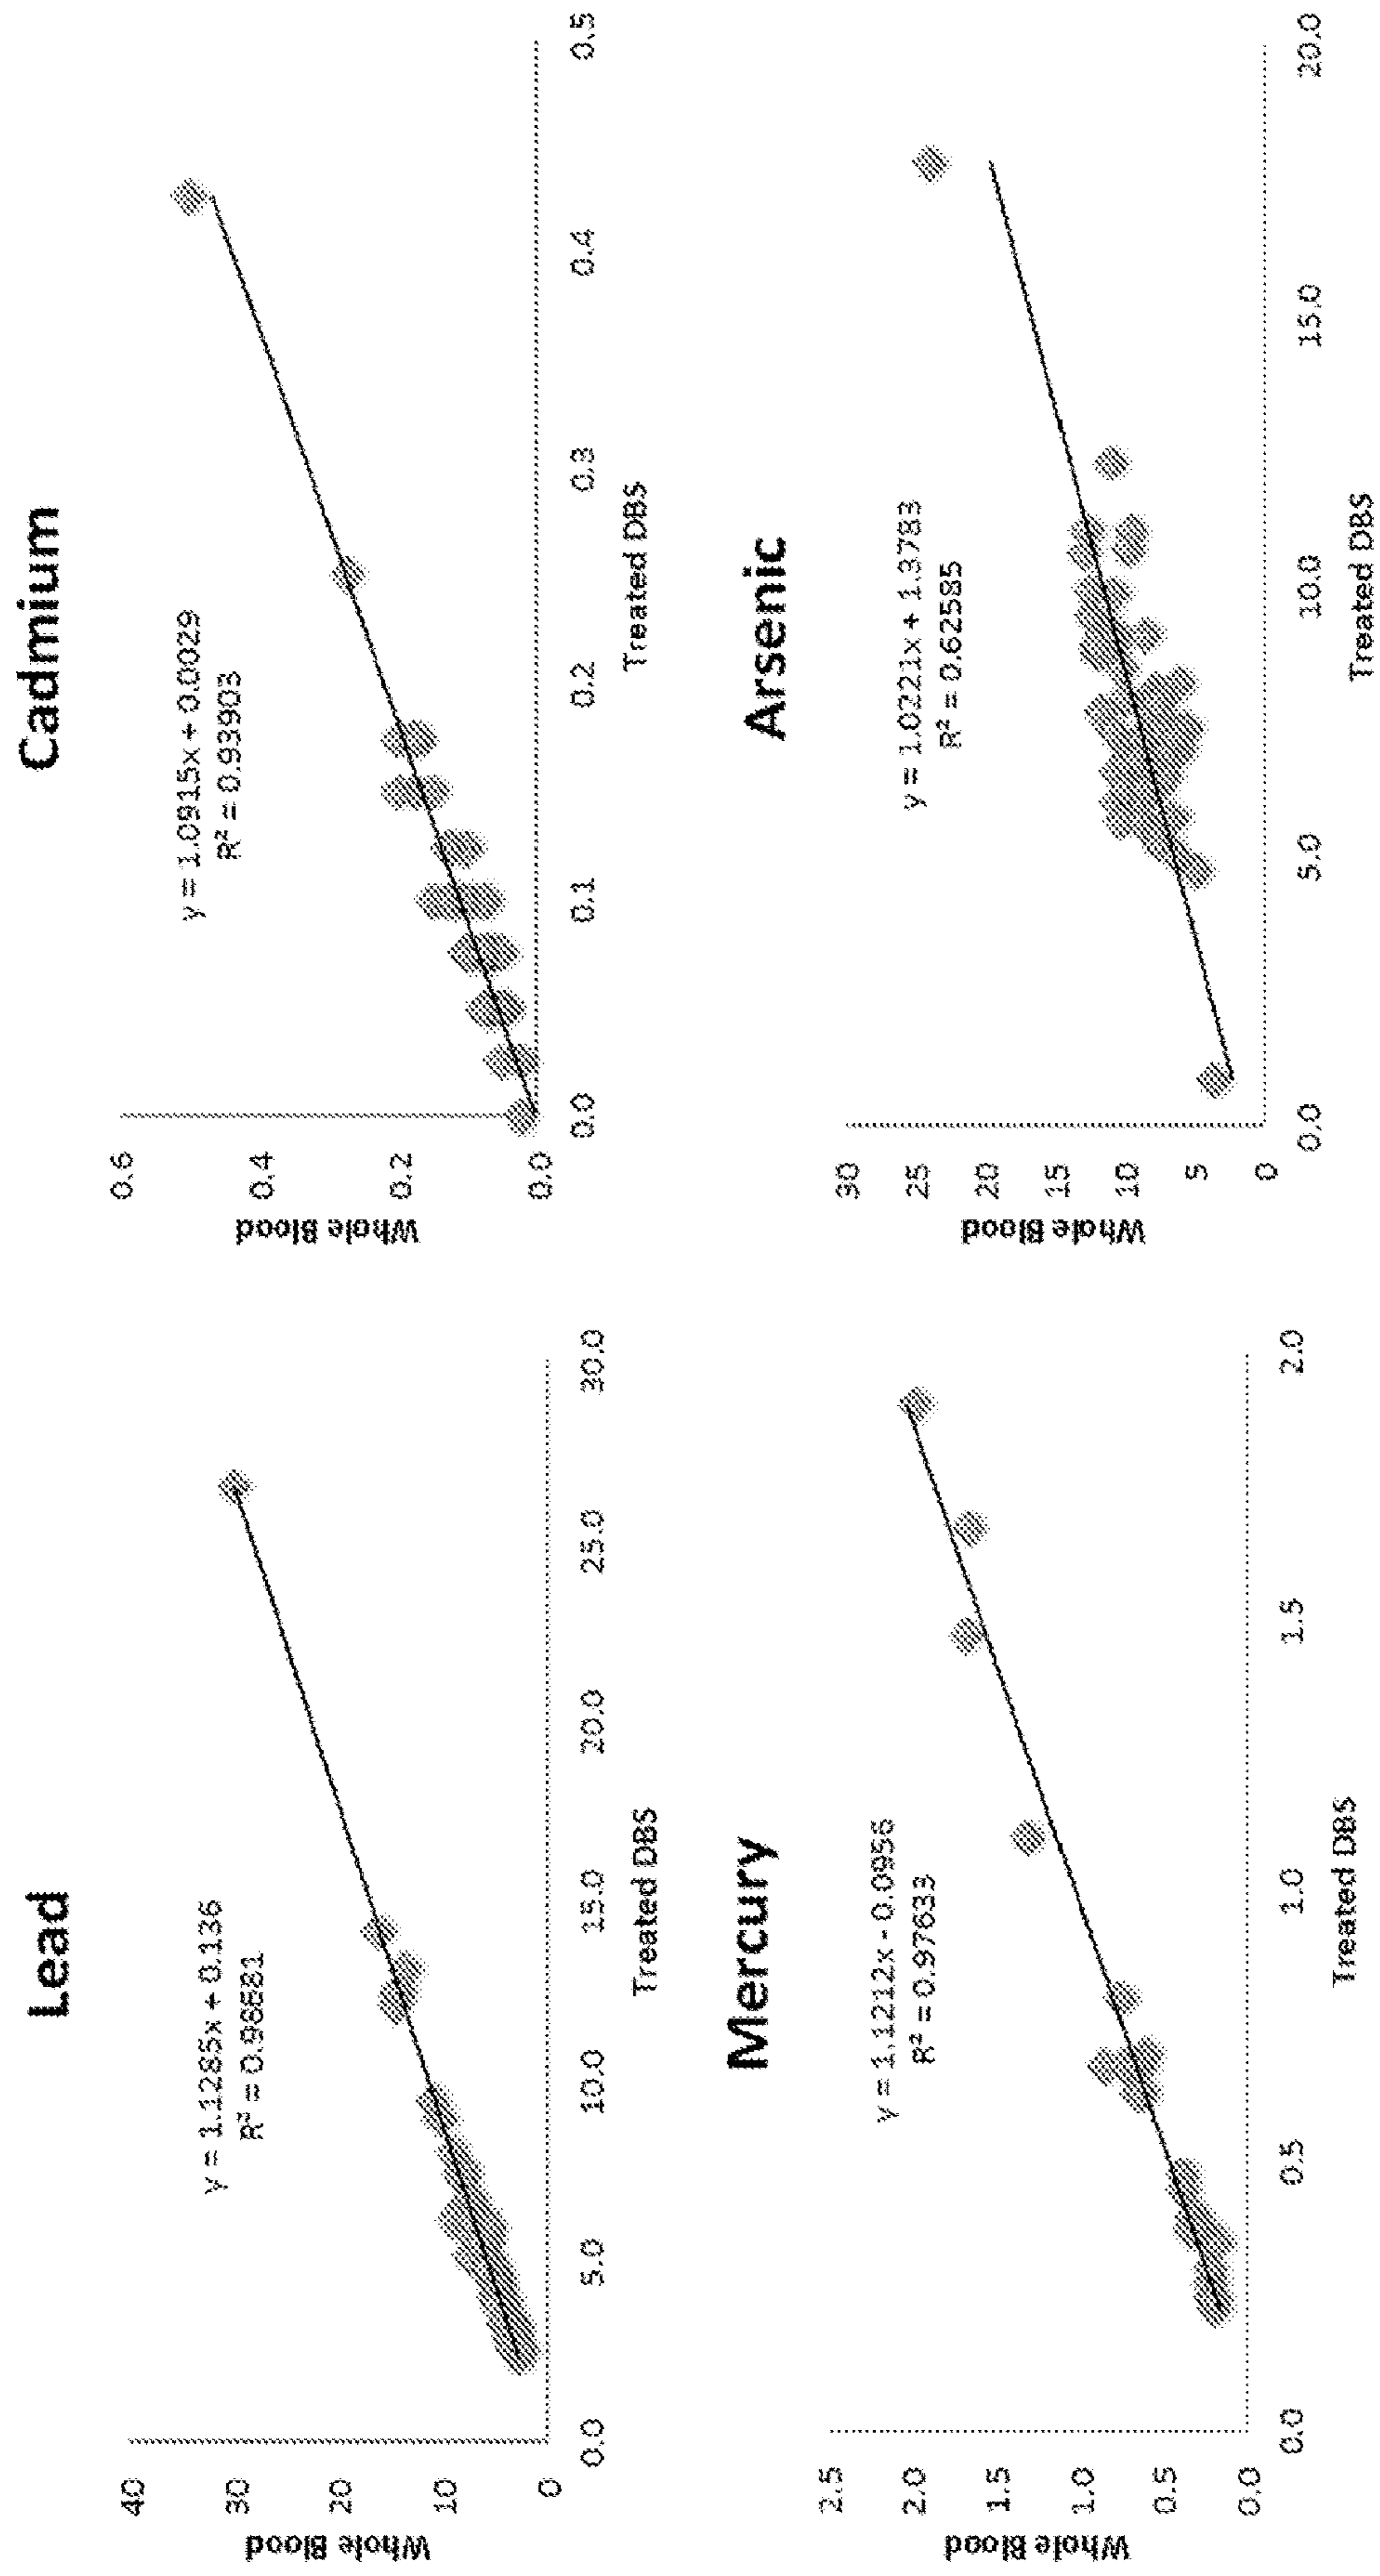 Lead
y = 1.1285x + 0.136
R² = 0.98881
40
30
20
10
0
Whole Blood
0.0 5.0 10.0 15.0 20.0 25.0 30.0
Treated DBS
Cadmium
y = 1.0915x + 0.0029
R² = 0.93903
0.6
0.4
0.2
0.0
Whole Blood
0.0 0.1 0.2 0.3 0.4 0.5
Treated DBS
Mercury
y = 1.1212x - 0.0956
R² = 0.97633
2.5
2.0
1.5
1.0
0.5
0.0
Whole Blood
0.0 0.5 1.0 1.5 2.0
Treated DBS
Arsenic
y = 1.0221x + 1.3783
R² = 0.62585
30
25
20
15
10
5
0
Whole Blood
0.0 5.0 10.0 15.0 20.0
Treated DBS